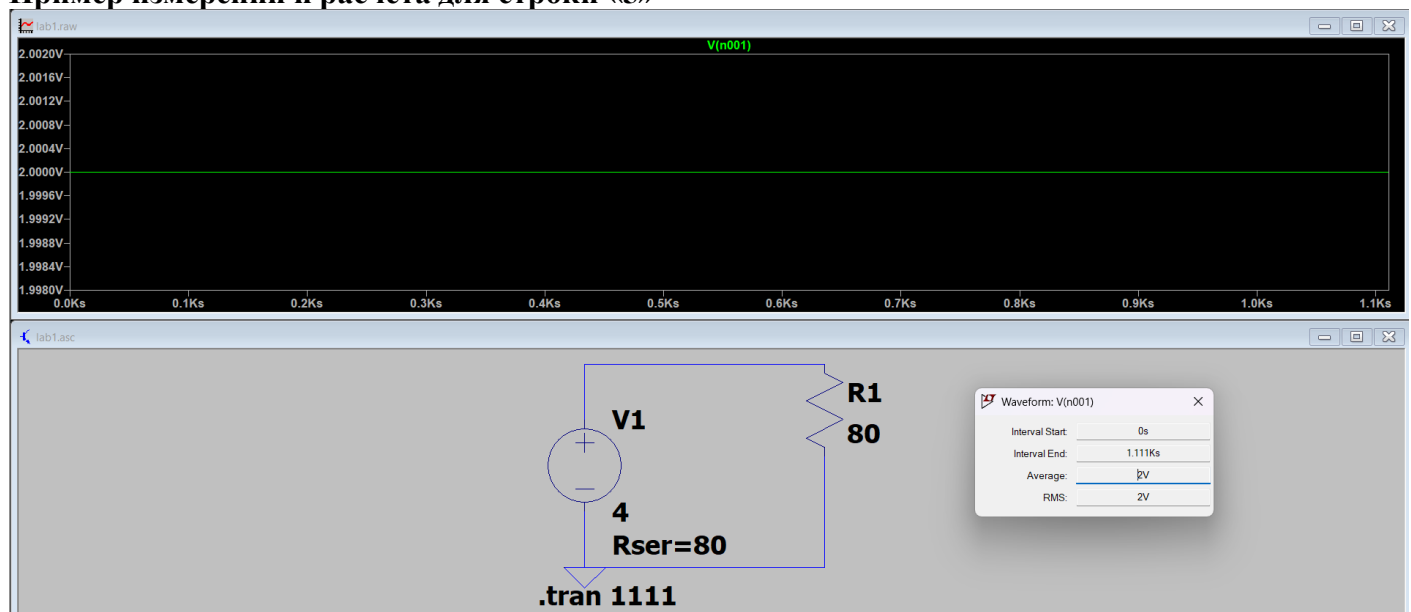 Пример измерений и расчета для строки «3»
lab1.raw
V(n001)
2.0020V
2.0016V
2.0012V
2.0008V
2.0004V
2.0000V
1.9996V
1.9992V
1.9988V
1.9984V
1.9980V
0.0Ks 0.1Ks 0.2Ks 0.3Ks 0.4Ks 0.5Ks 0.6Ks 0.7Ks 0.8Ks 0.9Ks 1.0Ks 1.1Ks
lab1.asc
R1
80
V1
4
Rser=80
.tran 1111
Waveform: V(n001)
Interval Start: 0s
Interval End: 1.111Ks
Average: 2V
RMS: 2V